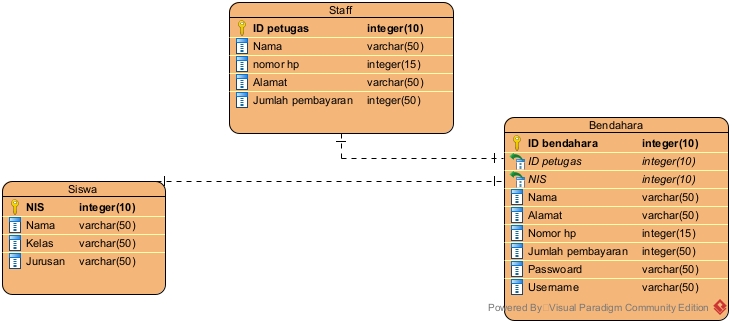 Staff
ID petugas integer(10)
Nama varchar(50)
nomor hp integer(15)
Alamat varchar(50)
Jumlah pembayaran integer(50)
Bendahara
ID bendahara integer(10)
ID petugas integer(10)
NIS integer(10)
Nama varchar(50)
Alamat varchar(50)
Nomor hp integer(15)
Jumlah pembayaran integer(50)
Passwoard varchar(50)
Username varchar(50)
Siswa
NIS integer(10)
Nama varchar(50)
Kelas varchar(50)
Jurusan varchar(50)
Powered By: Visual Paradigm Community Edition